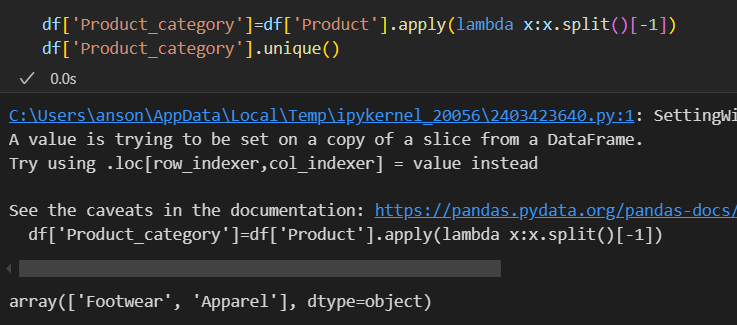 df['Product_category']=df['Product'].apply(lambda x:x.split()[-1])
df['Product_category'].unique()
0.0s
C:\Users\anson\AppData\Local\Temp\ipykernel_20056\2403423640.py:1: SettingWi
A value is trying to be set on a copy of a slice from a DataFrame.
Try using .loc[row_indexer,col_indexer] = value instead
See the caveats in the documentation: https://pandas.pydata.org/pandas-docs/
df['Product_category']=df['Product'].apply(lambda x:x.split()[-1])
array(['Footwear', 'Apparel'], dtype=object)